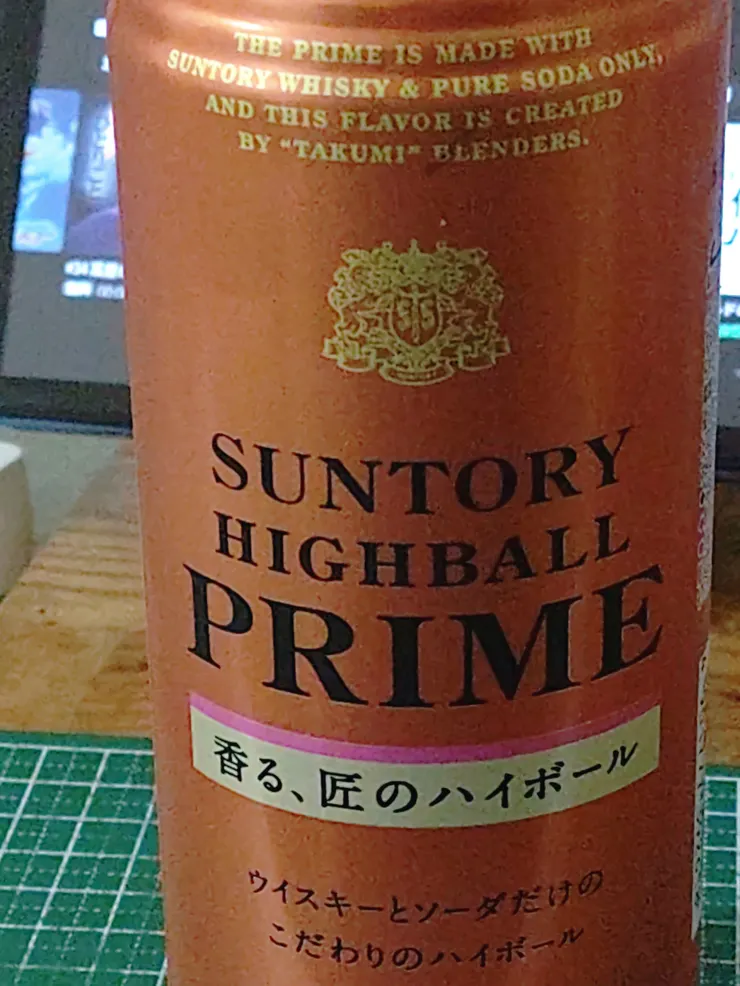 THE PRIME IS MADE WITH
SUNTORY WHISKY & PURE SODA ONLY,
AND THIS FLAVOR IS CREATED
BY "TAKUMI" BLENDERS.
SUNTORY
HIGHBALL
PRIME
香る、匠のハイボール
ウイスキーとソーダだけの
こだわりのハイボール